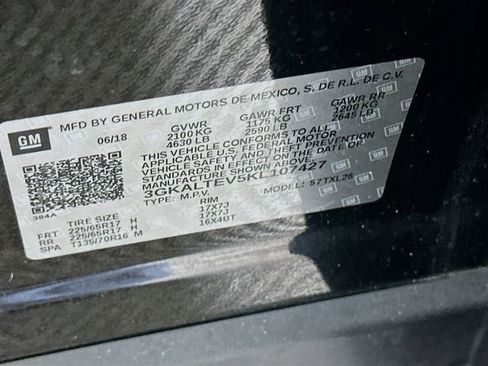 GM
MFD BY GENERAL MOTORS DE MEXICO, S. DE R.L. DE C.V.
06/18 GVWR GAWR FRT GAWR RR
2100 KG 1175 KG 1200 KG
4630 LB 2590 LB 2645 LB
THIS VEHICLE CONFORMS TO ALL
APPLICABLE U.S. FEDERAL MOTOR
VEHICLE SAFETY AND THEFT PREVENTION
STANDARDS IN EFFECT ON THE DATE OF
MANUFACTURE SHOWN ABOVE.
3GKALTEV5KL107427
TYPE: M.P.V. MODEL: 57TXL26
384A
TIRE SIZE RIM
FRT 225/65R17 H 17X7J
RR 225/65R17 H 17X7J
SPA T135/70R16 M 16X4BT